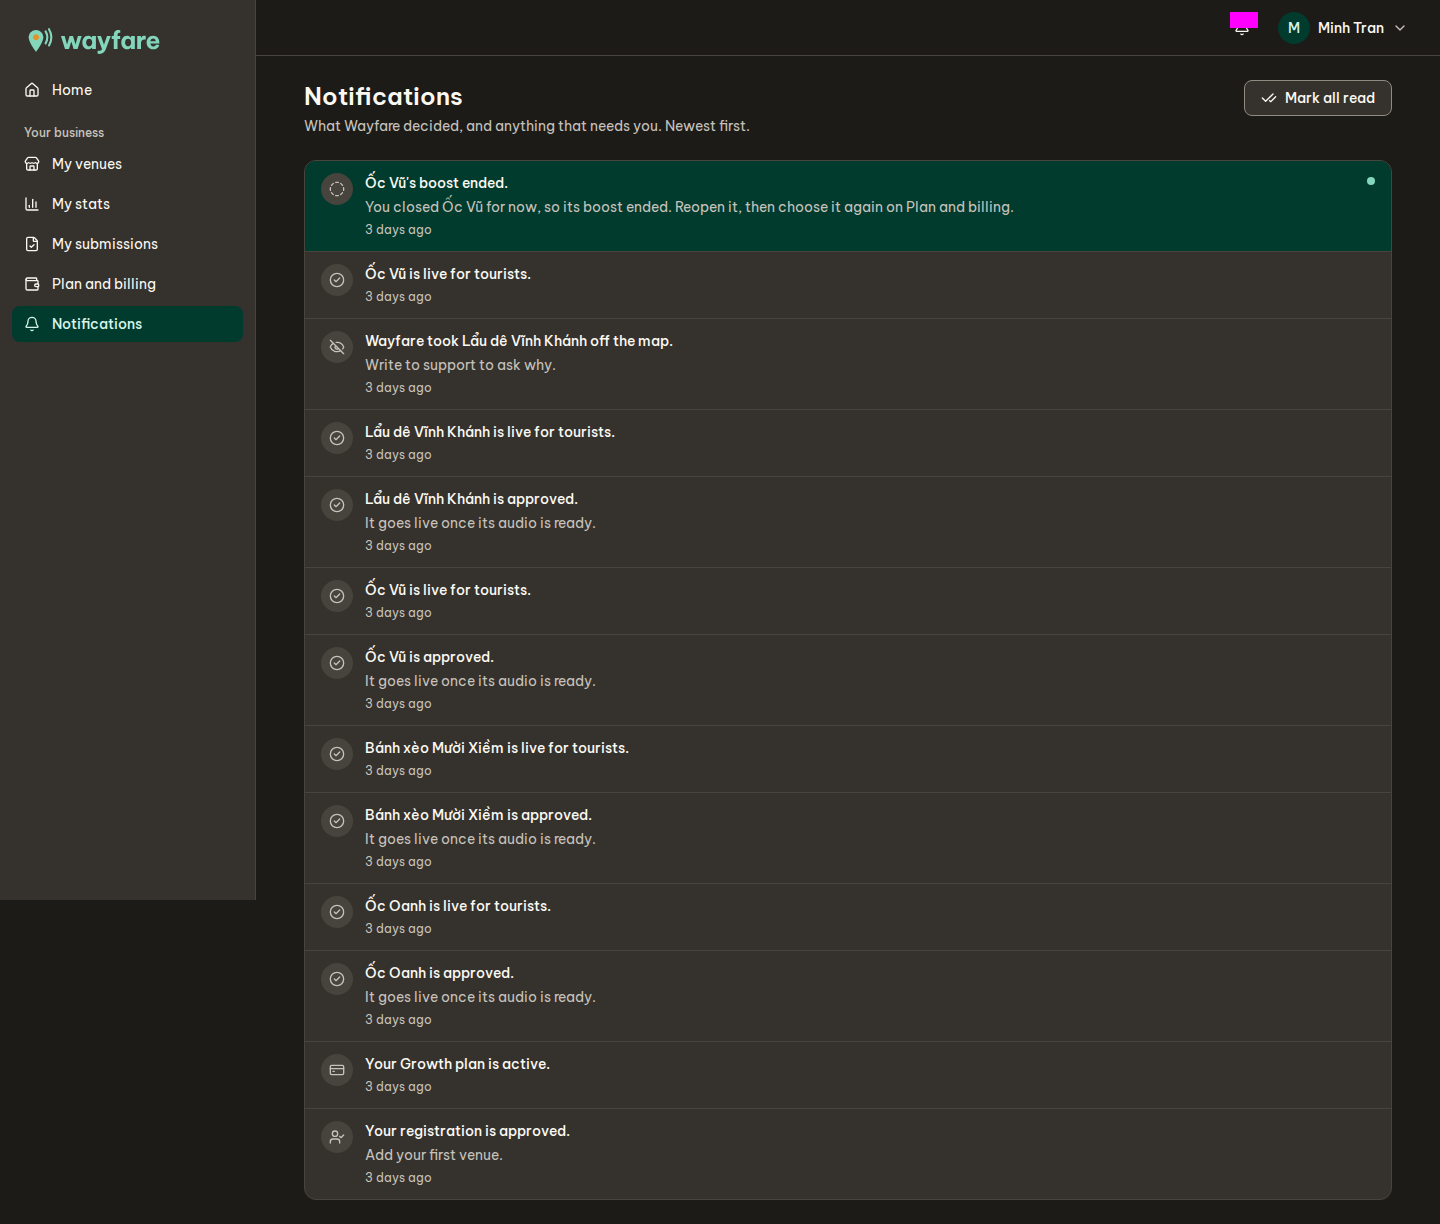 wayfare
M
Minh Tran
Home
Your business
My venues
My stats
My submissions
Plan and billing
Notifications
Notifications
What Wayfare decided, and anything that needs you. Newest first.
Mark all read
Ốc Vũ's boost ended.
You closed Ốc Vũ for now, so its boost ended. Reopen it, then choose it again on Plan and billing.
3 days ago
Ốc Vũ is live for tourists.
3 days ago
Wayfare took Lẩu dê Vĩnh Khánh off the map.
Write to support to ask why.
3 days ago
Lẩu dê Vĩnh Khánh is live for tourists.
3 days ago
Lẩu dê Vĩnh Khánh is approved.
It goes live once its audio is ready.
3 days ago
Ốc Vũ is live for tourists.
3 days ago
Ốc Vũ is approved.
It goes live once its audio is ready.
3 days ago
Bánh xèo Mười Xiềm is live for tourists.
3 days ago
Bánh xèo Mười Xiềm is approved.
It goes live once its audio is ready.
3 days ago
Ốc Oanh is live for tourists.
3 days ago
Ốc Oanh is approved.
It goes live once its audio is ready.
3 days ago
Your Growth plan is active.
3 days ago
Your registration is approved.
Add your first venue.
3 days ago